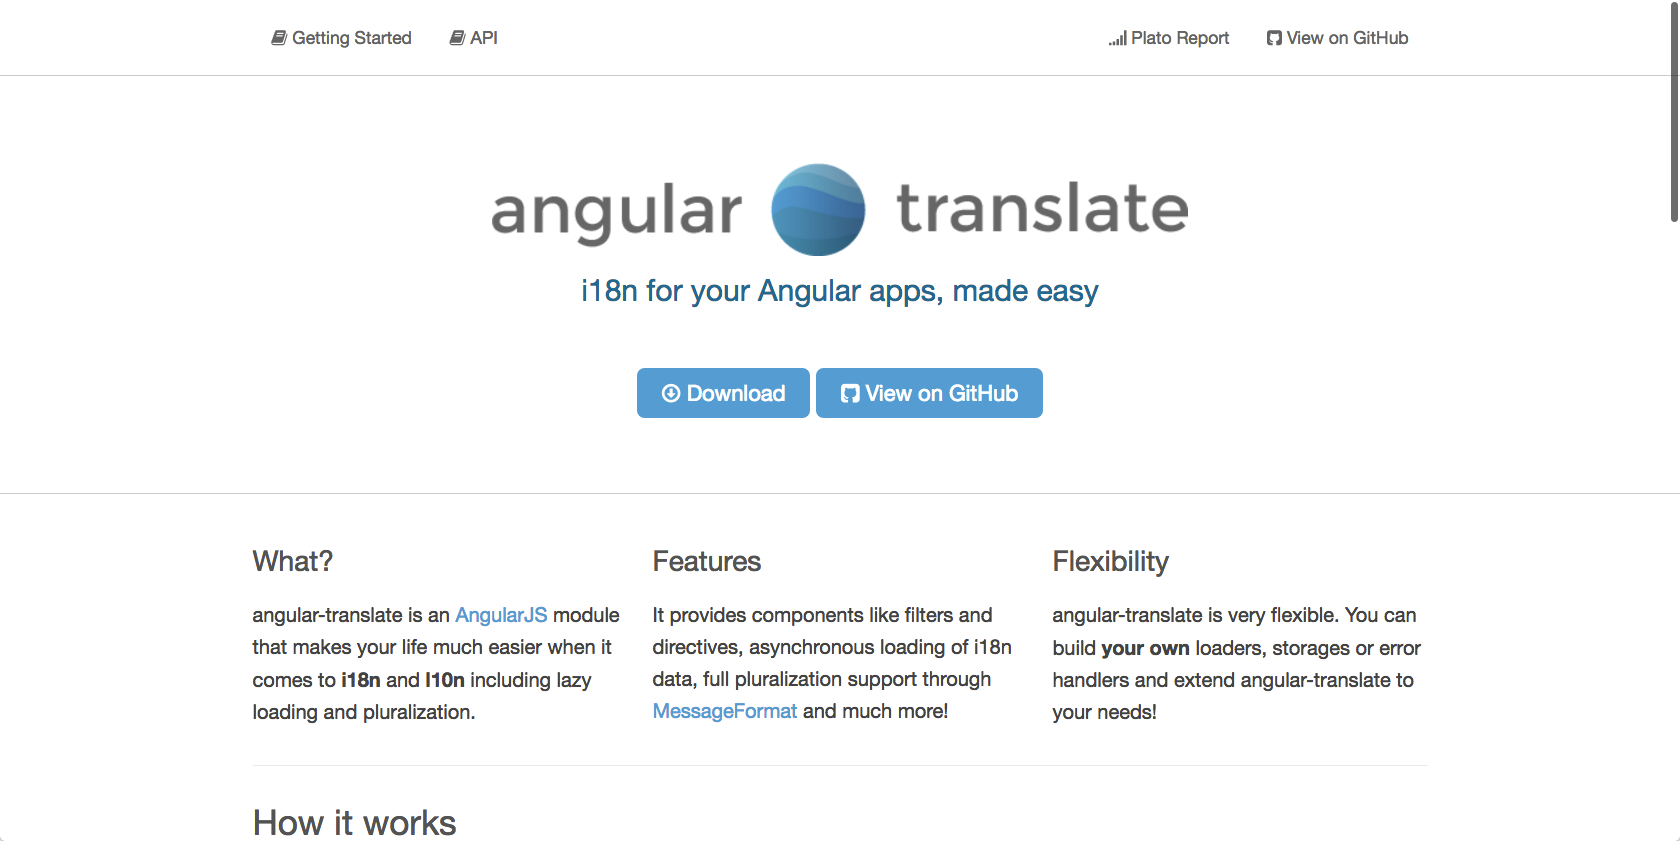 Getting Started API Plato Report View on GitHub
angular translate
i18n for your Angular apps, made easy
Download View on GitHub
What?
angular-translate is an AngularJS module
that makes your life much easier when it
comes to i18n and l10n including lazy
loading and pluralization.
Features
It provides components like filters and
directives, asynchronous loading of i18n
data, full pluralization support through
MessageFormat and much more!
Flexibility
angular-translate is very flexible. You can
build your own loaders, storages or error
handlers and extend angular-translate to
your needs!
How it works